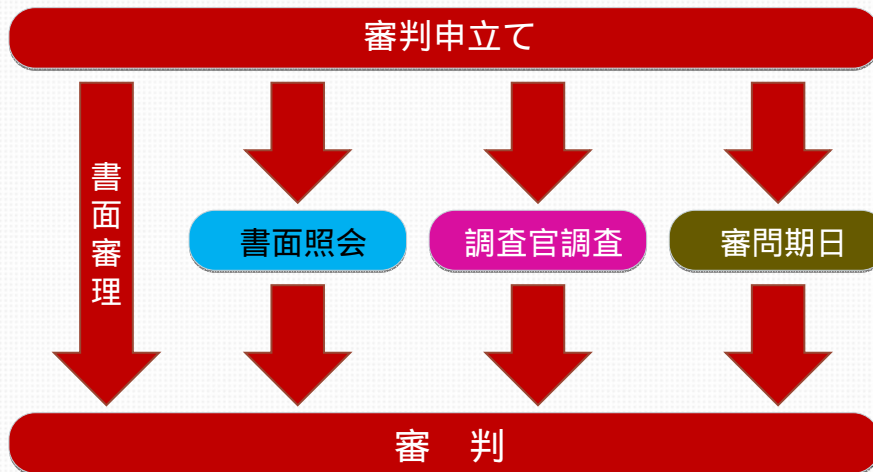 審判申立て
書面審理
書面照会
調査官調査
審問期日
審　判